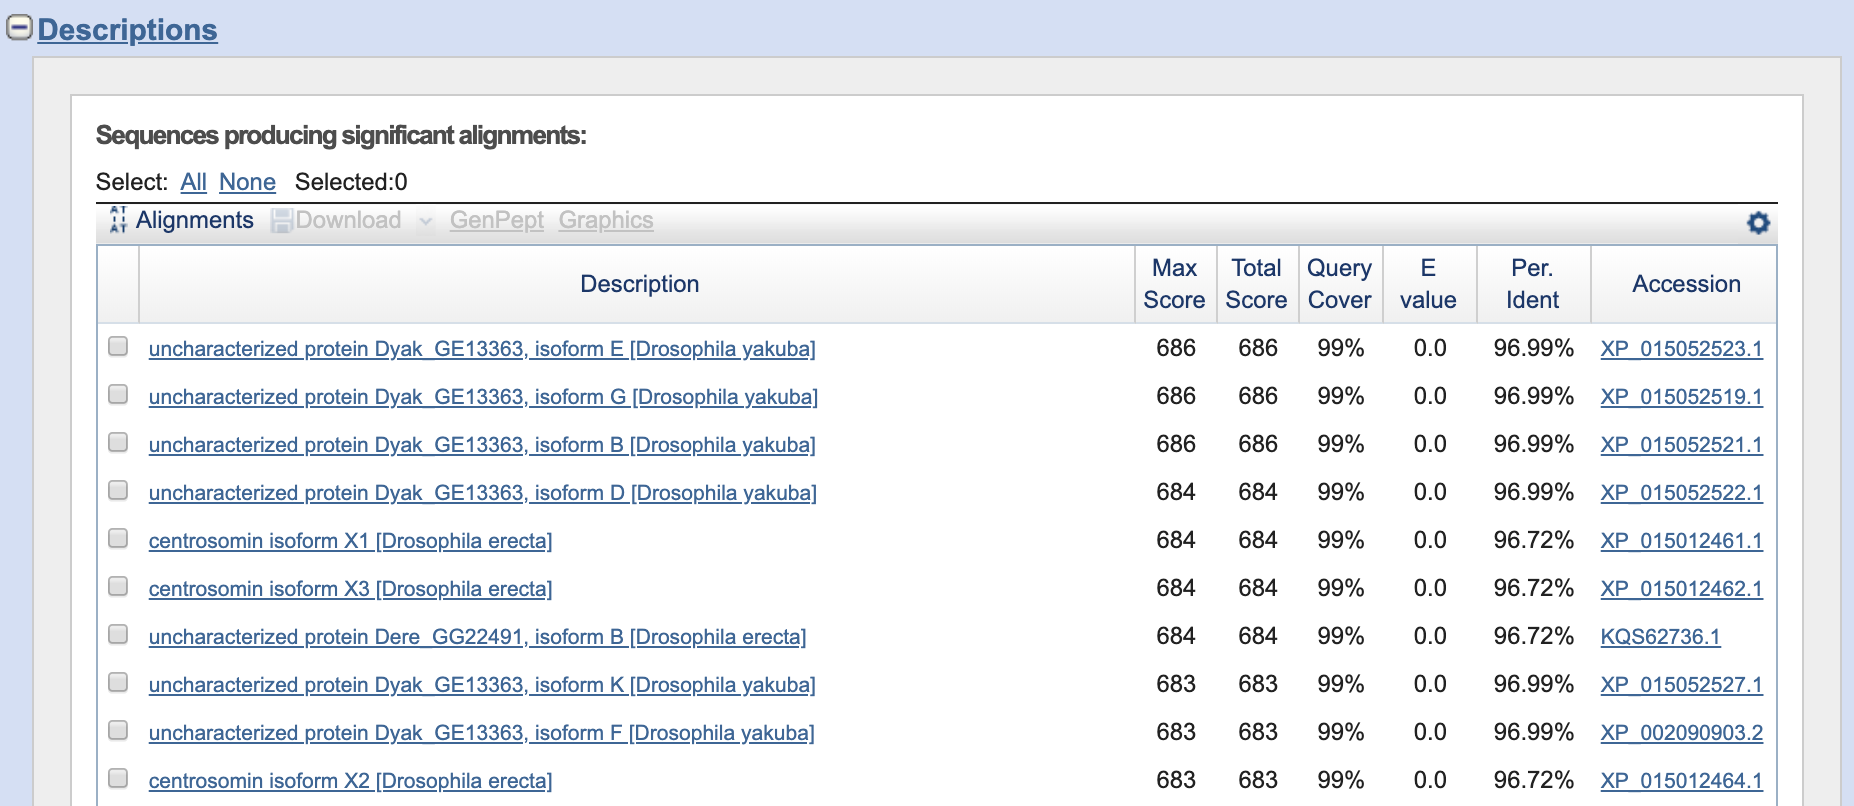 Descriptions
Sequences producing significant alignments:
Select: All None Selected:0
Alignments Download GenPept Graphics
Description Max Score Total Score Query Cover E value Per. Ident Accession
uncharacterized protein Dyak_GE13363, isoform E [Drosophila yakuba] 686 686 99% 0.0 96.99% XP_015052523.1
uncharacterized protein Dyak_GE13363, isoform G [Drosophila yakuba] 686 686 99% 0.0 96.99% XP_015052519.1
uncharacterized protein Dyak_GE13363, isoform B [Drosophila yakuba] 686 686 99% 0.0 96.99% XP_015052521.1
uncharacterized protein Dyak_GE13363, isoform D [Drosophila yakuba] 684 684 99% 0.0 96.99% XP_015052522.1
centrosomin isoform X1 [Drosophila erecta] 684 684 99% 0.0 96.72% XP_015012461.1
centrosomin isoform X3 [Drosophila erecta] 684 684 99% 0.0 96.72% XP_015012462.1
uncharacterized protein Dere_GG22491, isoform B [Drosophila erecta] 684 684 99% 0.0 96.72% KQS62736.1
uncharacterized protein Dyak_GE13363, isoform K [Drosophila yakuba] 683 683 99% 0.0 96.99% XP_015052527.1
uncharacterized protein Dyak_GE13363, isoform F [Drosophila yakuba] 683 683 99% 0.0 96.99% XP_002090903.2
centrosomin isoform X2 [Drosophila erecta] 683 683 99% 0.0 96.72% XP_015012464.1